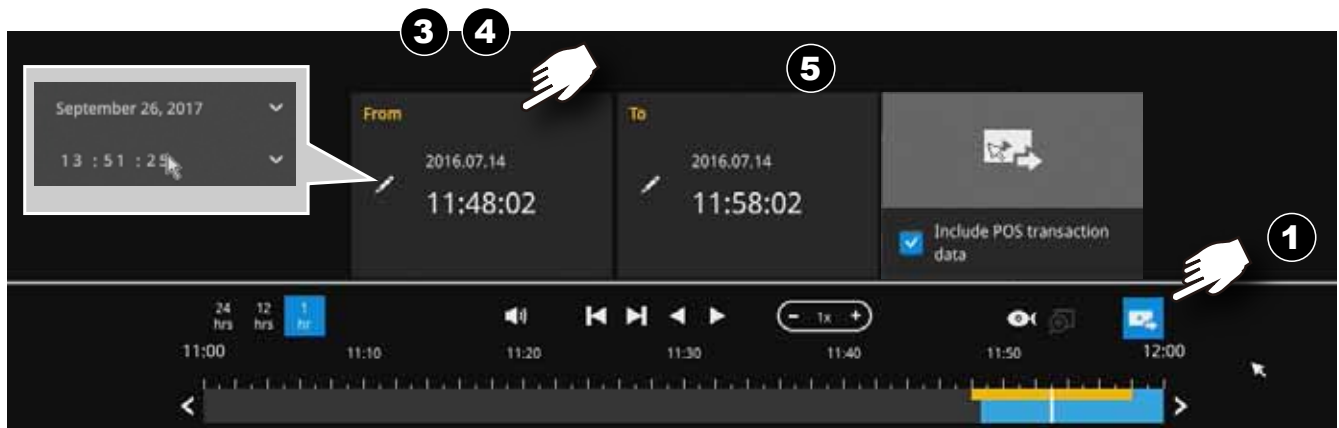 3 4
5
September 26, 2017
13 : 51 : 25
From
2016.07.14
11:48:02
To
2016.07.14
11:58:02
Include POS transaction
data
1
24
hrs
12
hrs
1
hr
- 1x +
11:00 11:10 11:20 11:30 11:40 11:50 12:00